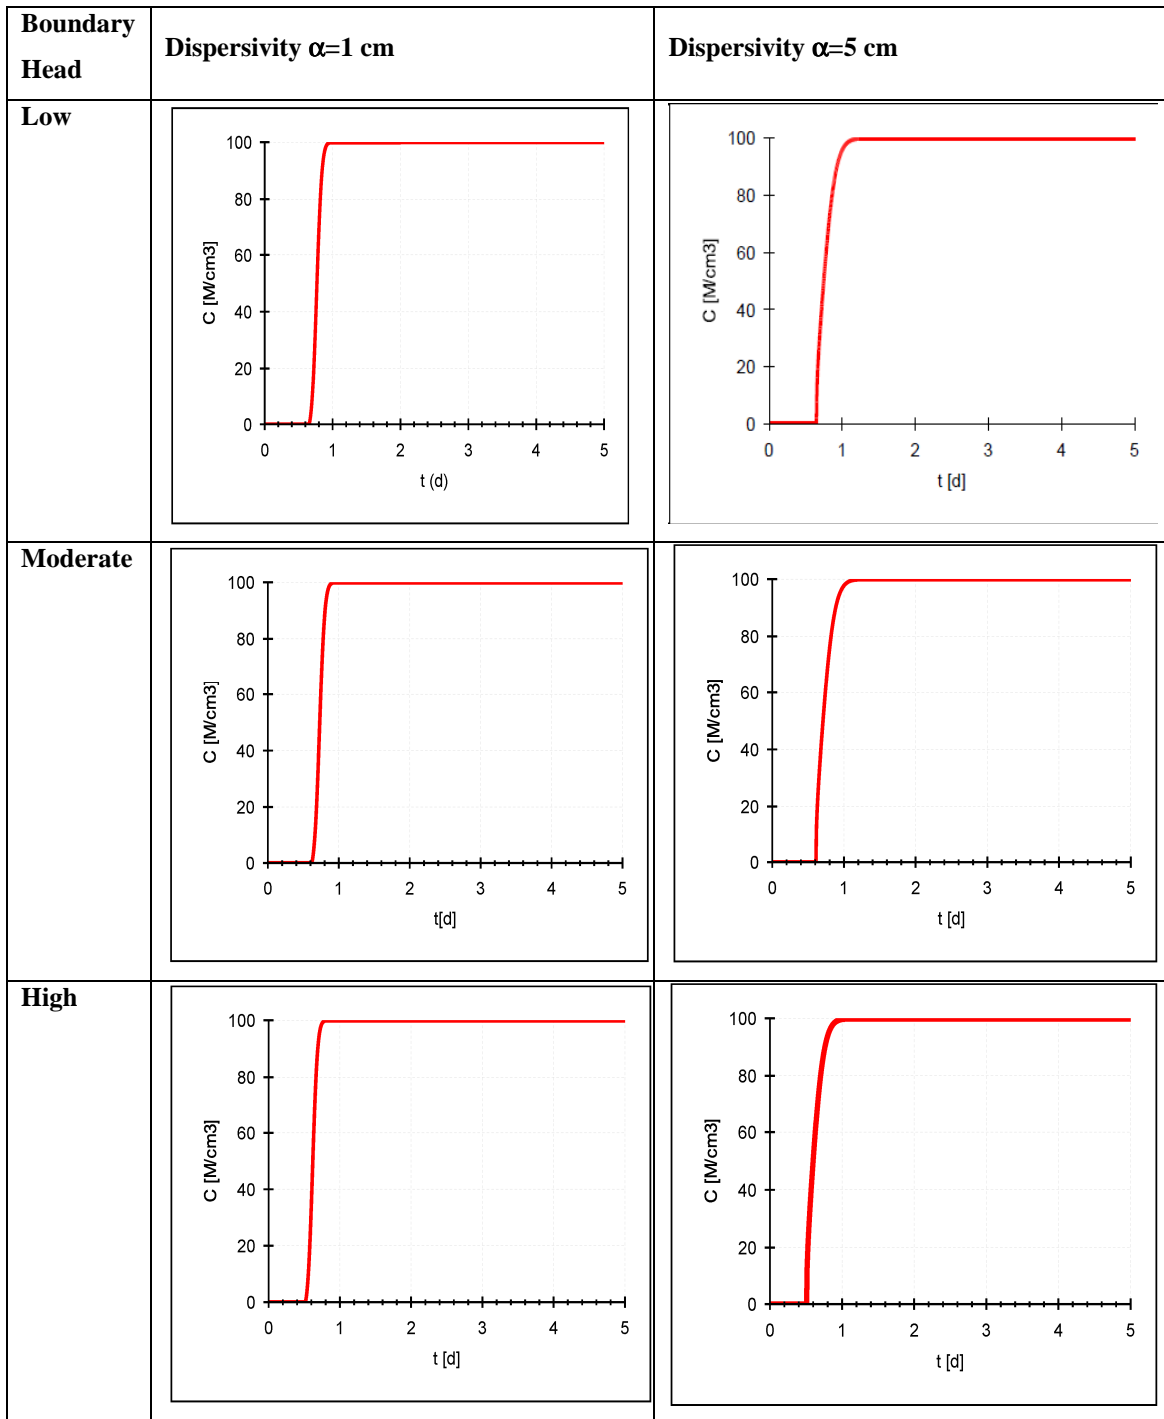 Boundary
Head
Dispersivity α=1 cm
Dispersivity α=5 cm
Low
100
80
60
40
20
0
C [M/cm3]
0 1 2 3 4 5
t (d)
100
80
60
40
20
0
C [M/cm3]
0 1 2 3 4 5
t [d]
Moderate
100
80
60
40
20
0
C [M/cm3]
0 1 2 3 4 5
t[d]
100
80
60
40
20
0
C [M/cm3]
0 1 2 3 4 5
t [d]
High
100
80
60
40
20
0
C [M/cm3]
0 1 2 3 4 5
t [d]
100
80
60
40
20
0
C [M/cm3]
0 1 2 3 4 5
t [d]